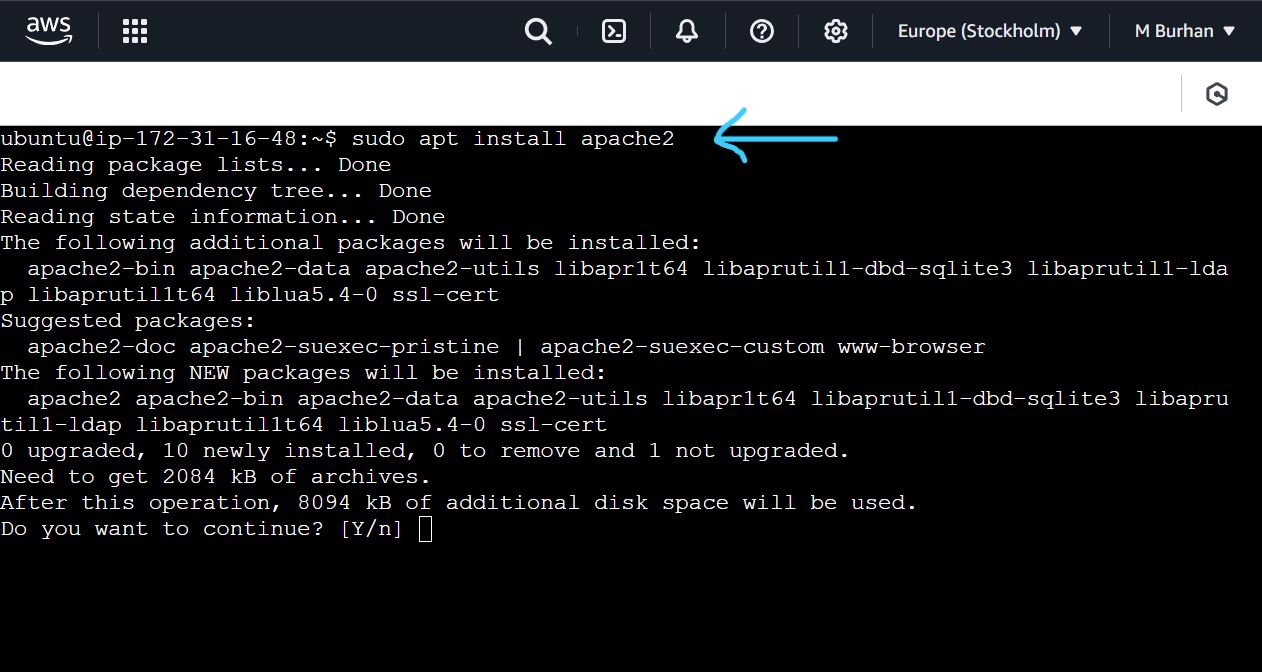 aws
Europe (Stockholm) M Burhan
ubuntu@ip-172-31-16-48:~$ sudo apt install apache2
Reading package lists... Done
Building dependency tree... Done
Reading state information... Done
The following additional packages will be installed:
  apache2-bin apache2-data apache2-utils libapr1t64 libaprutil1-dbd-sqlite3 libaprutil1-lda
p libaprutil1t64 liblua5.4-0 ssl-cert
Suggested packages:
  apache2-doc apache2-suexec-pristine | apache2-suexec-custom www-browser
The following NEW packages will be installed:
  apache2 apache2-bin apache2-data apache2-utils libapr1t64 libaprutil1-dbd-sqlite3 libapru
til1-ldap libaprutil1t64 liblua5.4-0 ssl-cert
0 upgraded, 10 newly installed, 0 to remove and 1 not upgraded.
Need to get 2084 kB of archives.
After this operation, 8094 kB of additional disk space will be used.
Do you want to continue? [Y/n]